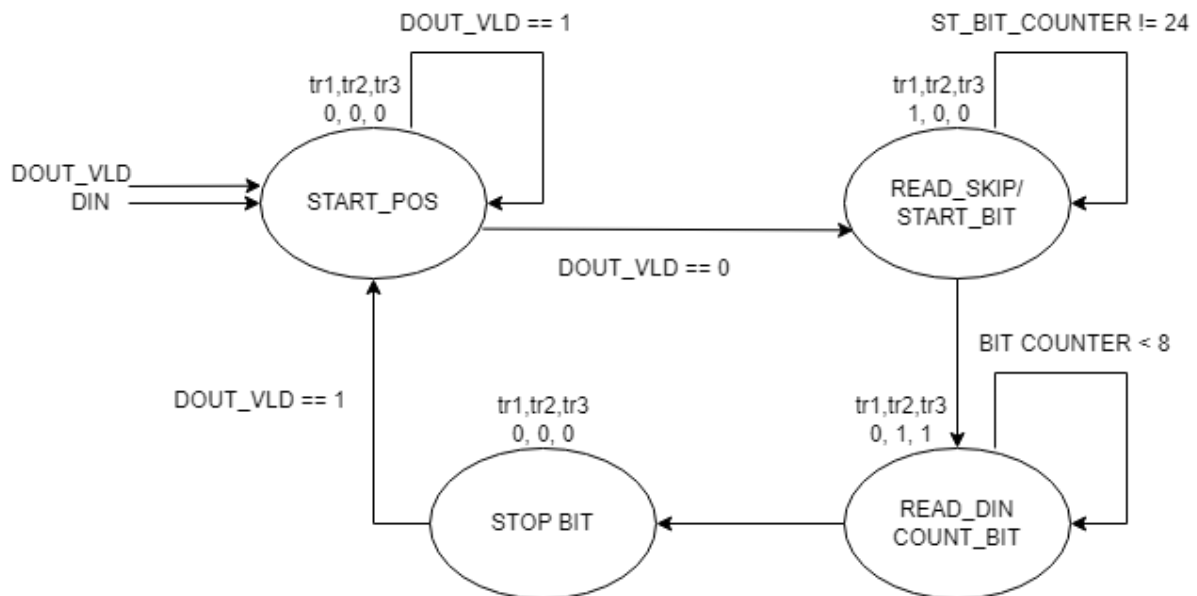 DOUT_VLD == 1
ST_BIT_COUNTER != 24
tr1,tr2,tr3
0, 0, 0
tr1,tr2,tr3
1, 0, 0
DOUT_VLD
DIN
START_POS
READ_SKIP/
START_BIT
DOUT_VLD == 0
BIT COUNTER < 8
DOUT_VLD == 1
tr1,tr2,tr3
0, 0, 0
tr1,tr2,tr3
0, 1, 1
STOP BIT
READ_DIN
COUNT_BIT